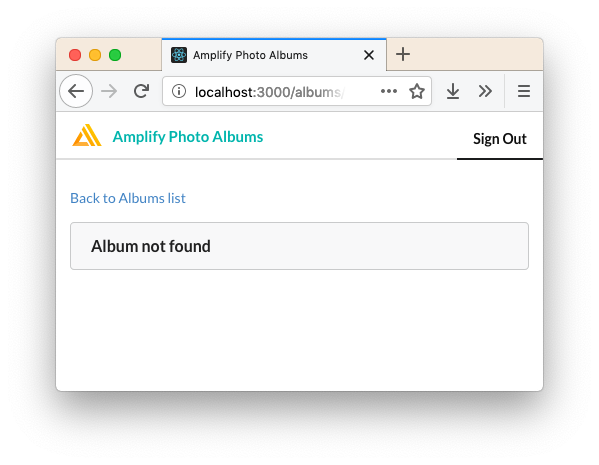 Amplify Photo Albums
localhost:3000/albums/
Amplify Photo Albums
Sign Out
Back to Albums list
Album not found